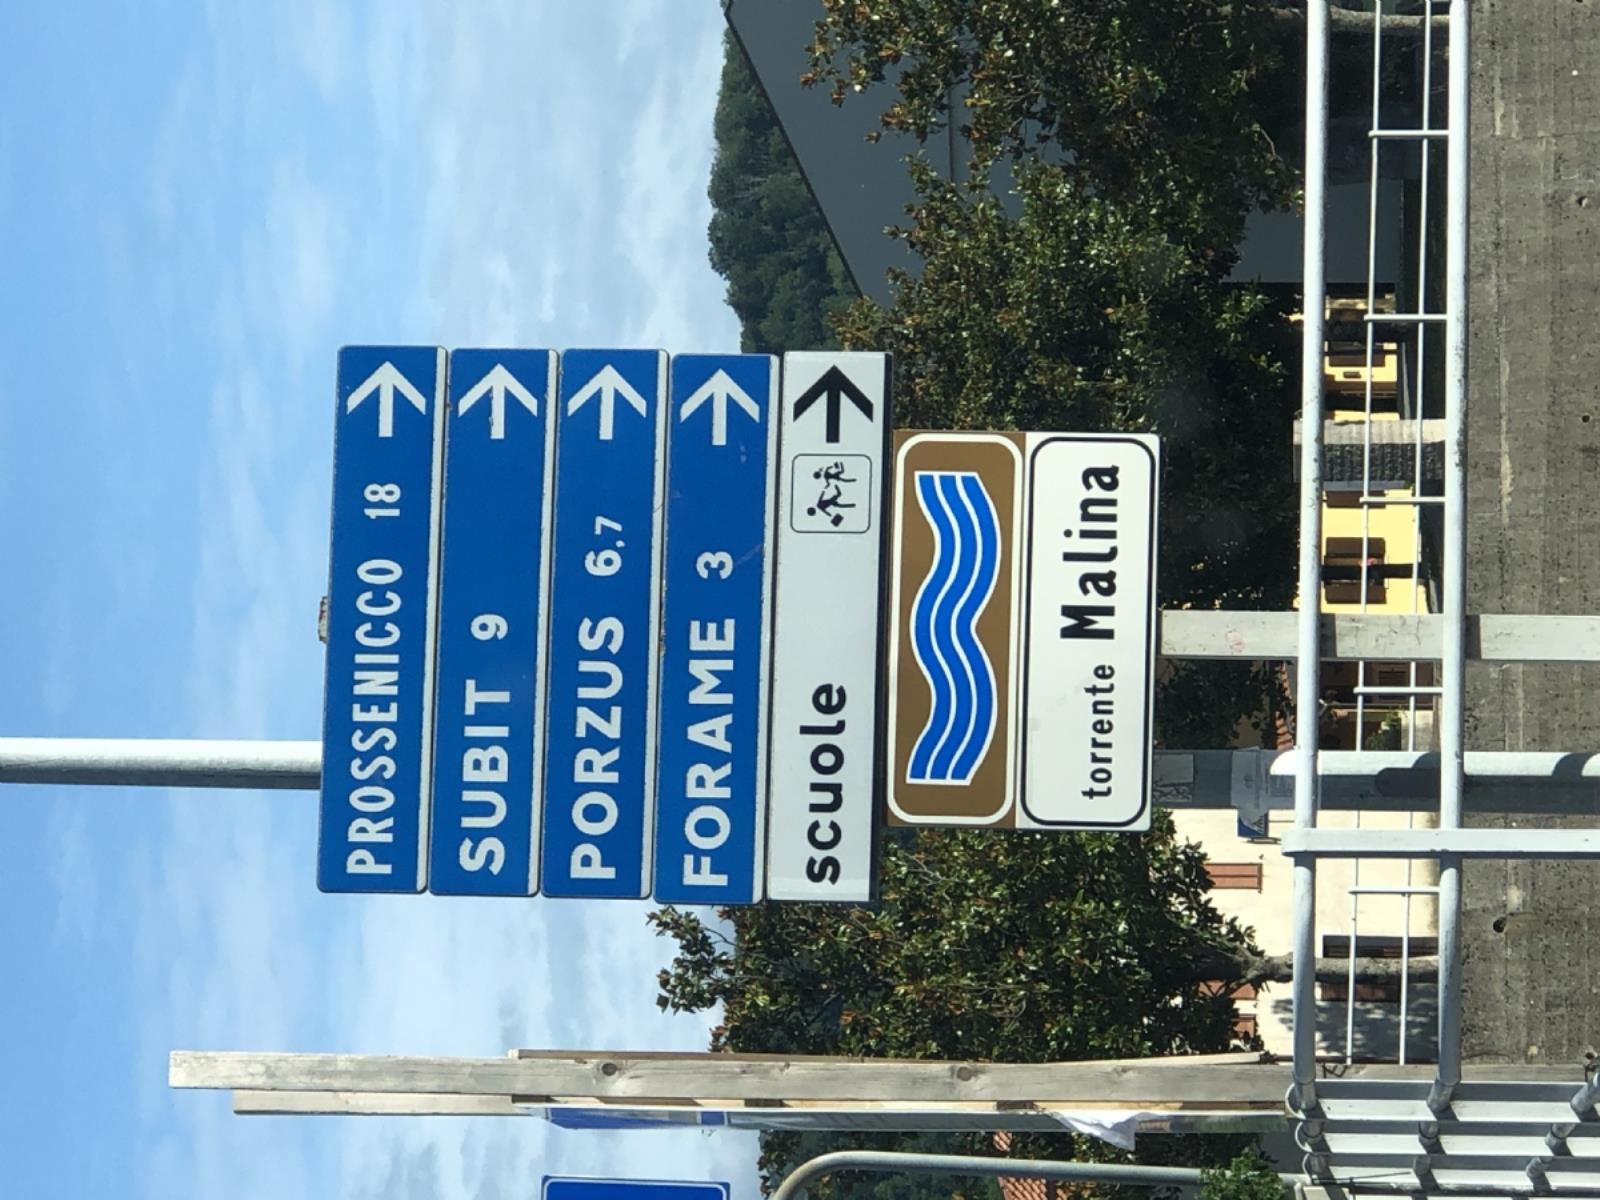 PROSSENICCO 18
SUBIT 9
PORZUS 6,7
FORAME 3
scuole
torrente Malina